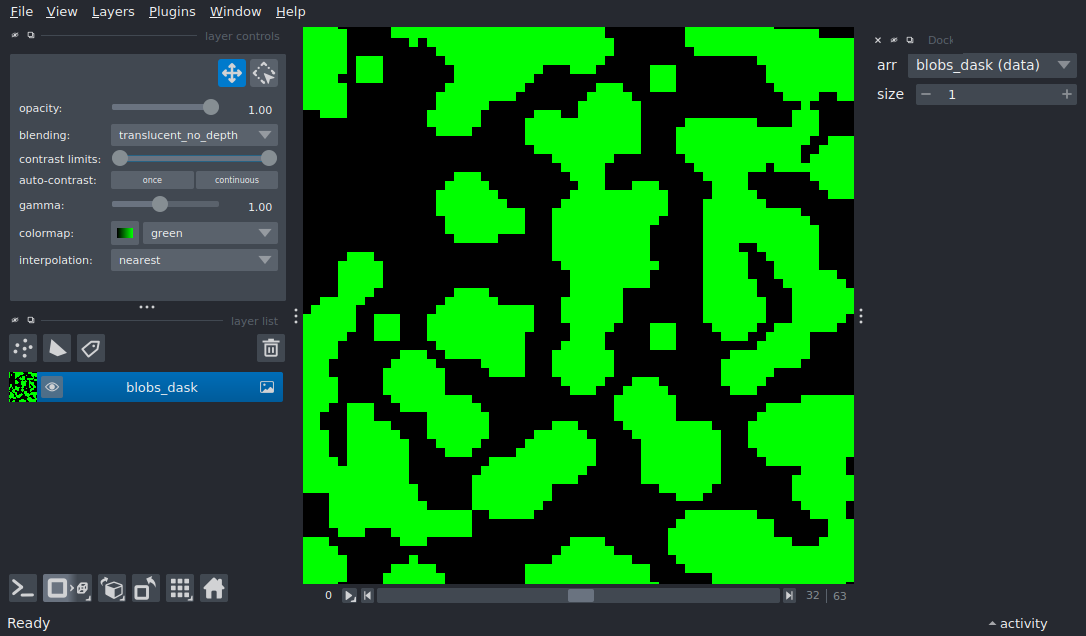 File View Layers Plugins Window Help
layer controls
opacity: 1.00
blending: translucent_no_depth
contrast limits:
auto-contrast: once continuous
gamma: 1.00
colormap: green
interpolation: nearest
layer list
blobs_dask
0 32 63
Ready
activity
Dock
arr blobs_dask (data)
size 1